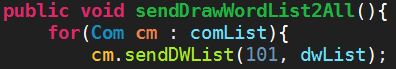 public void sendDrawWordList2All(){
for(Com cm : comList){
cm.sendDWList(101, dwList);